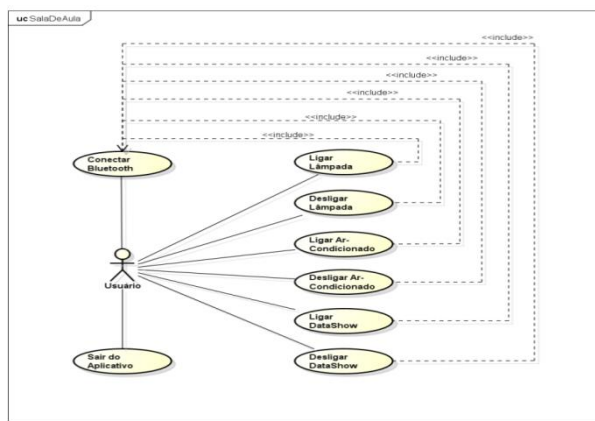 uc SalaDeAula
<<include>>
<<include>>
<<include>>
<<include>>
<<include>>
<<include>>
Conectar
Bluetooth
Ligar
Lâmpada
Desligar
Lâmpada
Ligar Ar-
Condicionado
Usuário
Desligar Ar-
Condicionado
Ligar
DataShow
Sair do
Aplicativo
Desligar
DataShow